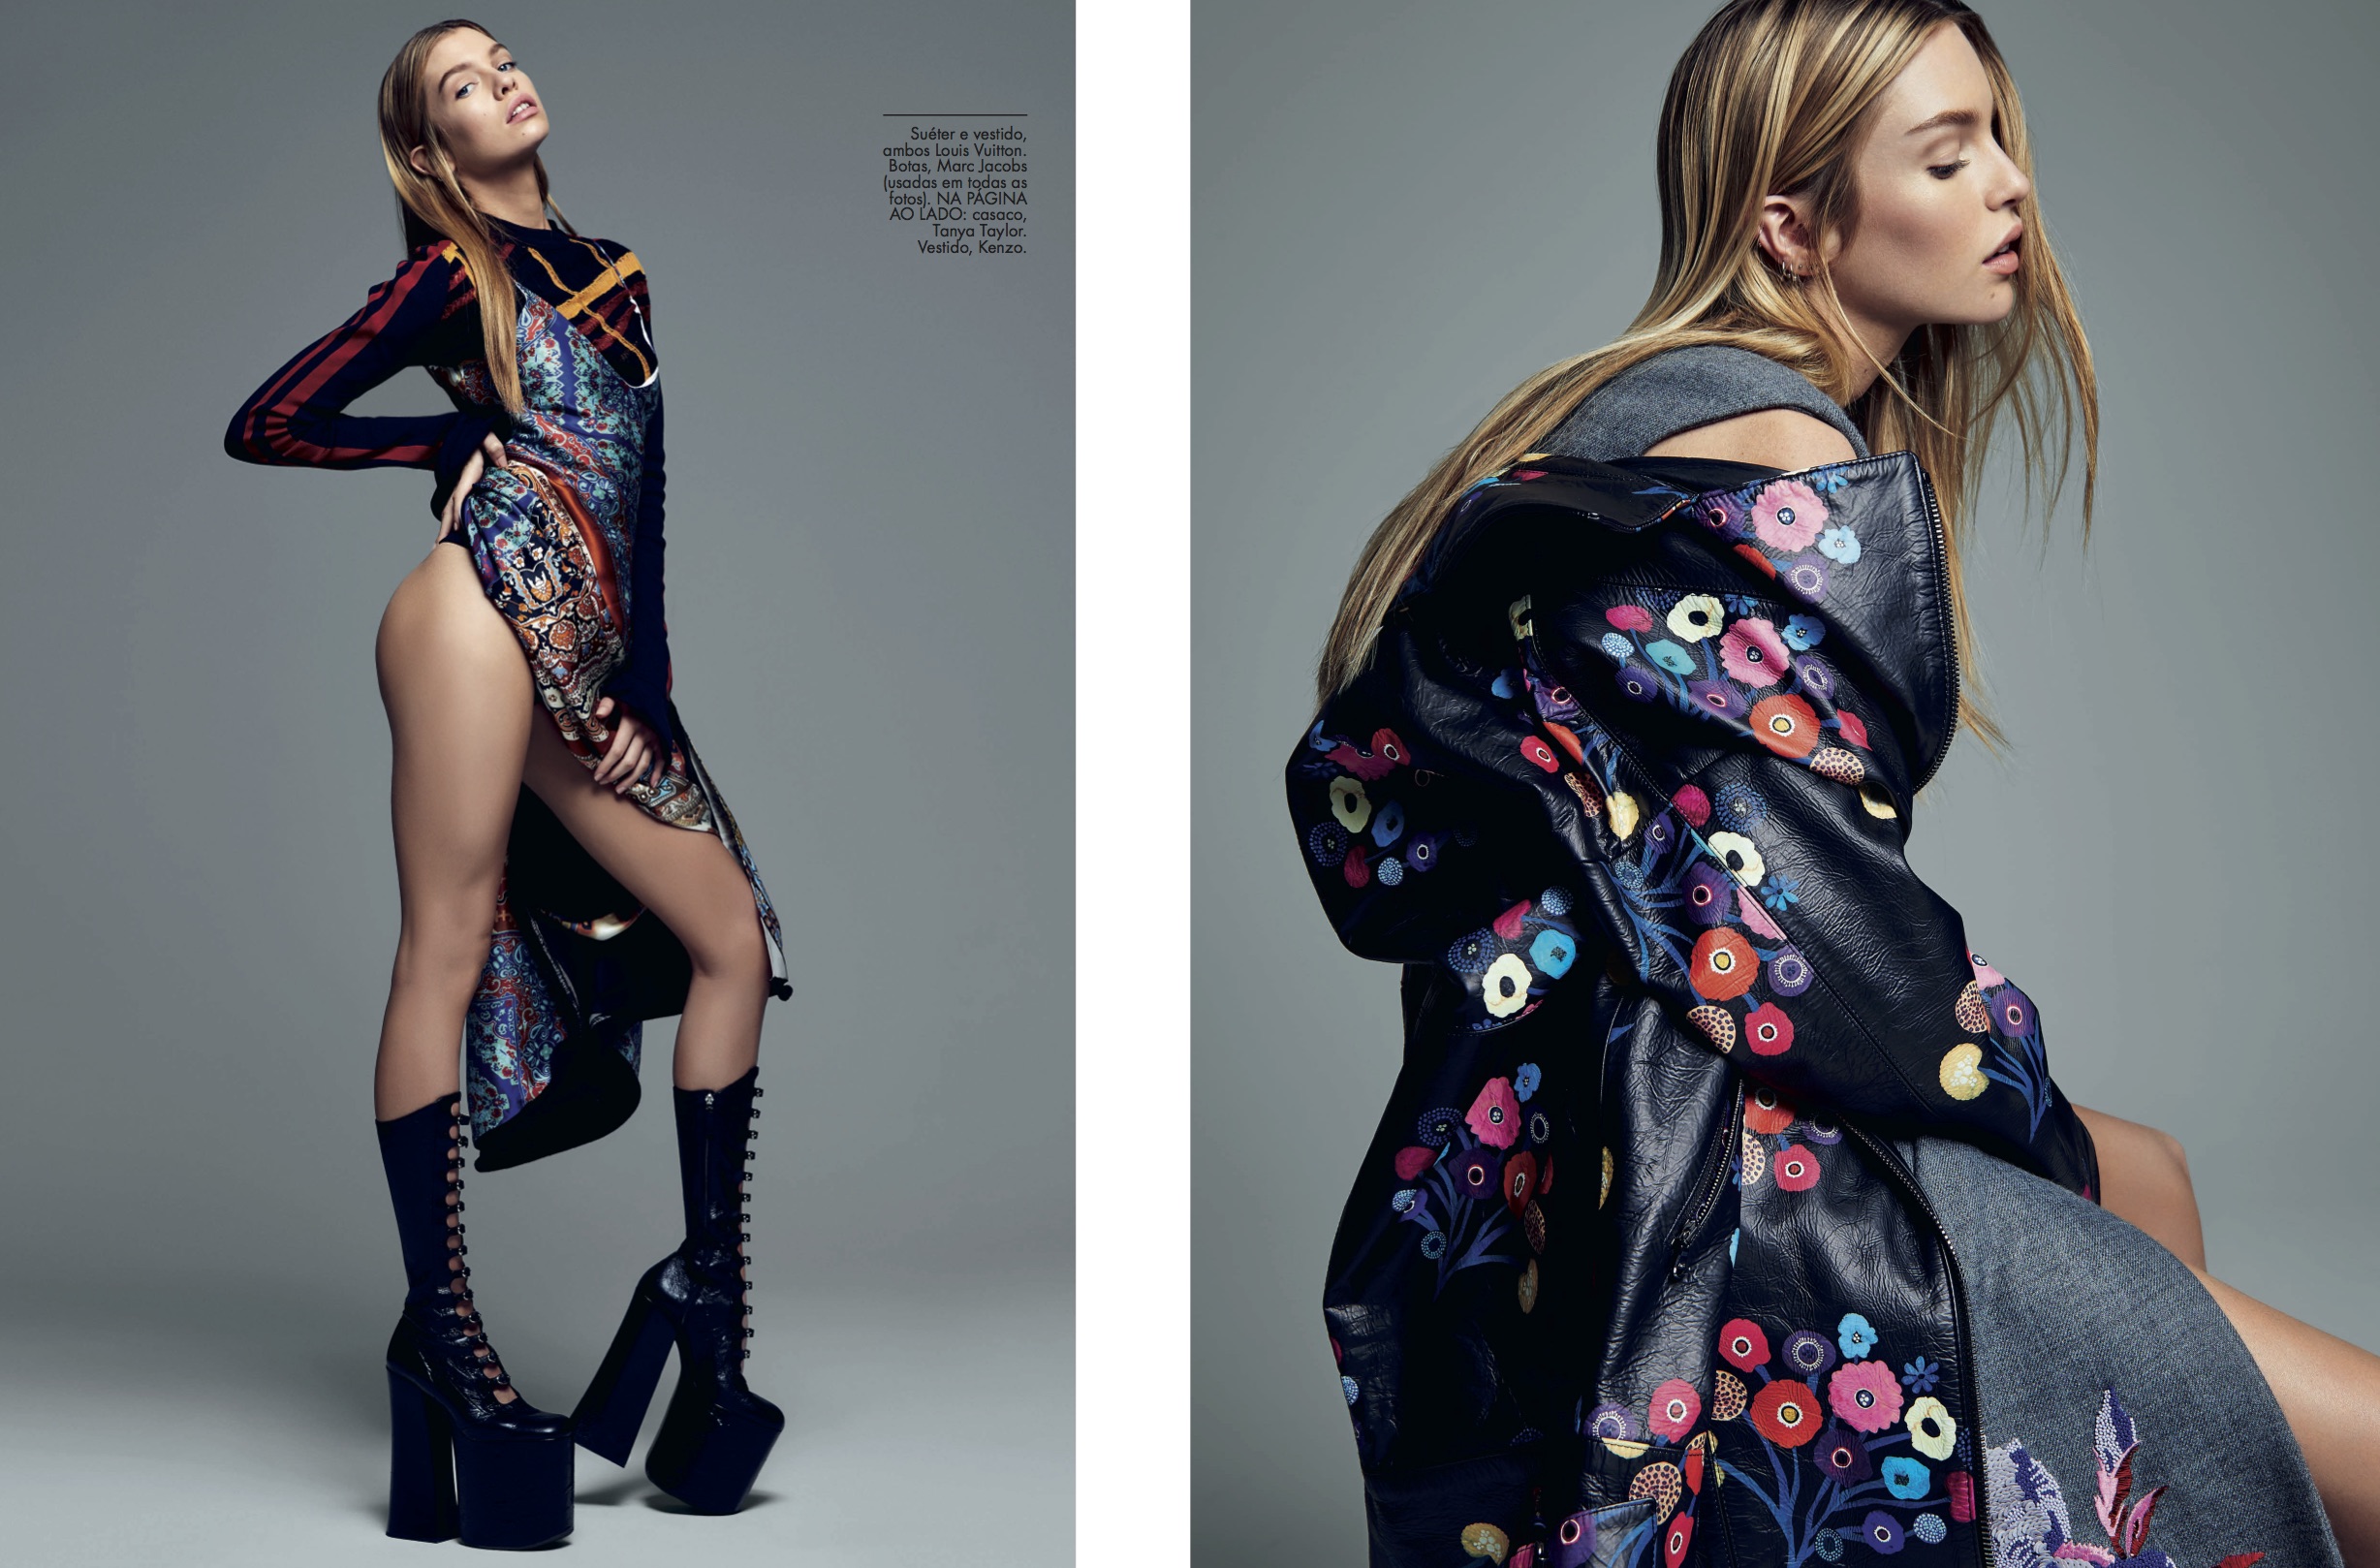 Suéter e vestido,
ambos Louis Vuitton.
Botas, Marc Jacobs
(usadas em todas as
fotos). NA PÁGINA
AO LADO: casaco,
Tanya Taylor.
Vestido, Kenzo.